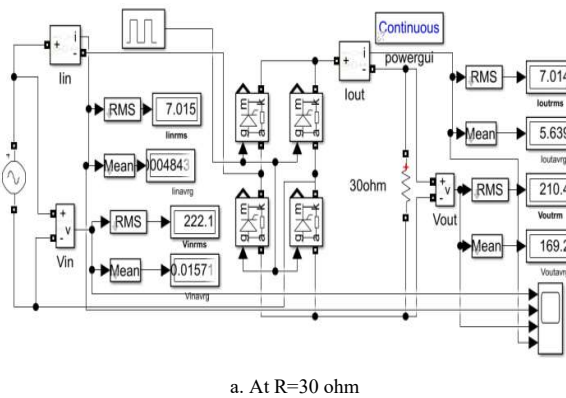 Continuous
powergui
+ i -
Iin
+ i -
Iout
RMS
7.015
Iinrms
Mean
004843
Iinavrg
RMS
222.1
Vinrms
Mean
0.01571
Vinavrg
+ v -
Vin
g m
a k
g m
a k
g m
a k
g m
a k
30ohm
+ v -
Vout
RMS
7.014
Ioutrms
Mean
5.639
Ioutavrg
RMS
210.4
Voutrm
Mean
169.2
Voutavrg
a. At R=30 ohm